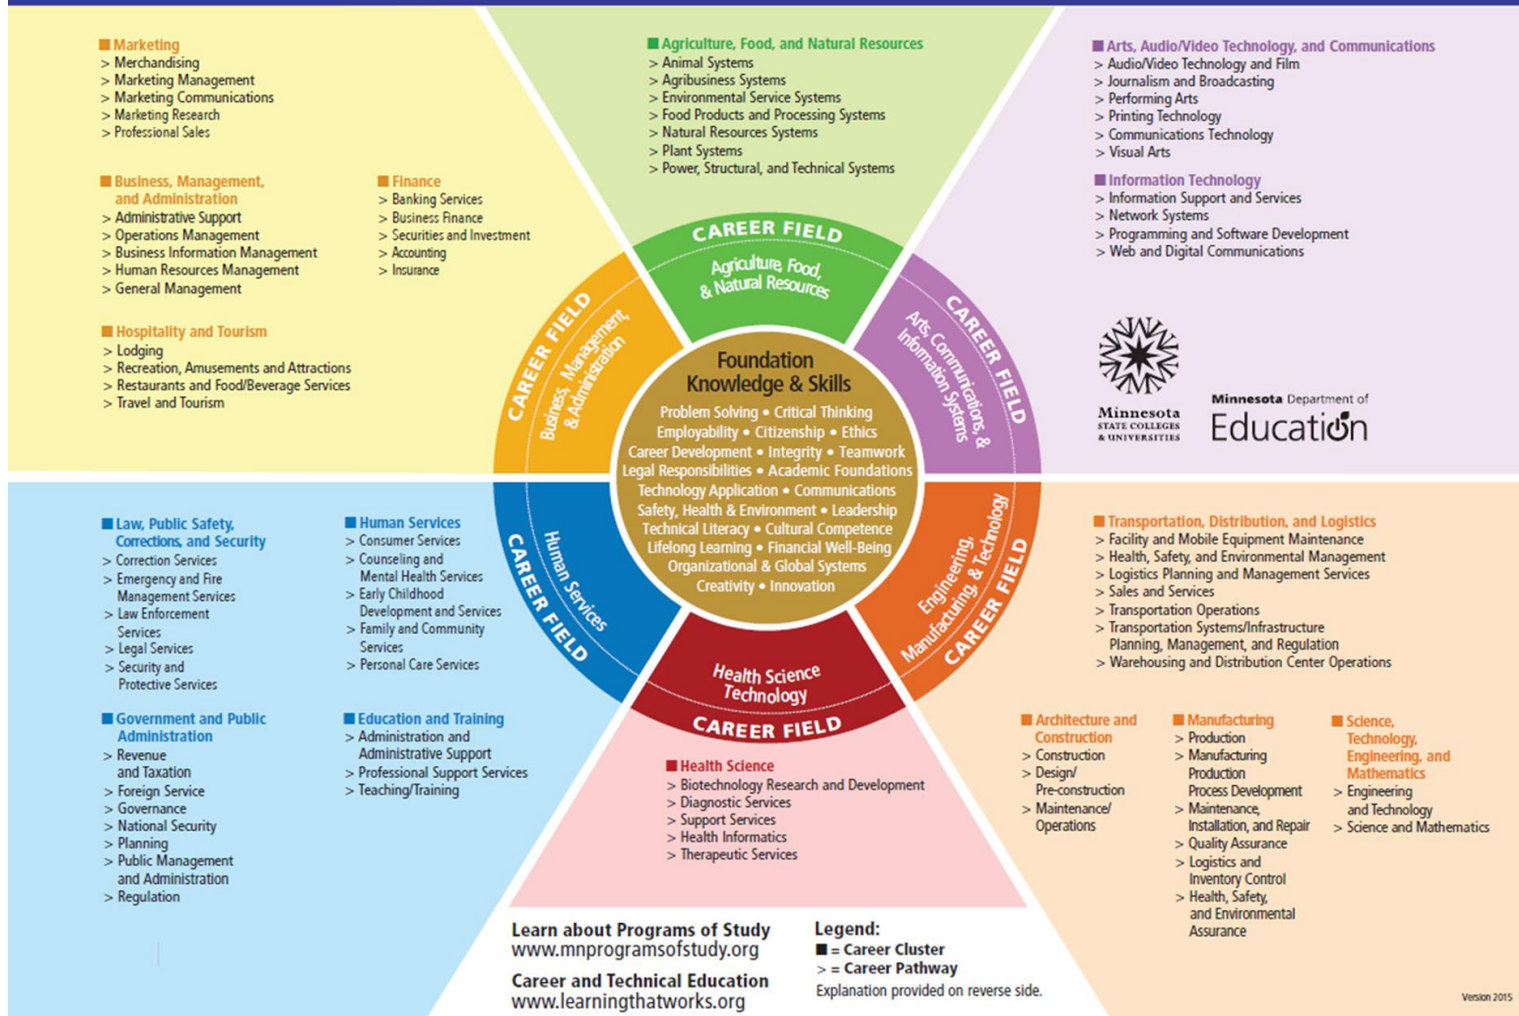 ■ Marketing
> Merchandising
> Marketing Management
> Marketing Communications
> Marketing Research
> Professional Sales
■ Business, Management,
and Administration
> Administrative Support
> Operations Management
> Business Information Management
> Human Resources Management
> General Management
■ Finance
> Banking Services
> Business Finance
> Securities and Investment
> Accounting
> Insurance
■ Hospitality and Tourism
> Lodging
> Recreation, Amusements and Attractions
> Restaurants and Food/Beverage Services
> Travel and Tourism
■ Agriculture, Food, and Natural Resources
> Animal Systems
> Agribusiness Systems
> Environmental Service Systems
> Food Products and Processing Systems
> Natural Resources Systems
> Plant Systems
> Power, Structural, and Technical Systems
■ Arts, Audio/Video Technology, and Communications
> Audio/Video Technology and Film
> Journalism and Broadcasting
> Performing Arts
> Printing Technology
> Communications Technology
> Visual Arts
■ Information Technology
> Information Support and Services
> Network Systems
> Programming and Software Development
> Web and Digital Communications
Minnesota
STATE COLLEGES
& UNIVERSITIES
Minnesota Department of
Education
CAREER FIELD
Business, Management,
& Administration
CAREER FIELD
Agriculture, Food,
& Natural Resources
CAREER FIELD
Arts, Communications, &
Information Systems
Foundation
Knowledge & Skills
Problem Solving • Critical Thinking
Employability • Citizenship • Ethics
Career Development • Integrity • Teamwork
Legal Responsibilities • Academic Foundations
Technology Application • Communications
Safety, Health & Environment • Leadership
Technical Literacy • Cultural Competence
Lifelong Learning • Financial Well-Being
Organizational & Global Systems
Creativity • Innovation
Human Services
CAREER FIELD
Health Science
Technology
CAREER FIELD
Engineering,
Manufacturing, & Technology
CAREER FIELD
■ Law, Public Safety,
Corrections, and Security
> Correction Services
> Emergency and Fire
Management Services
> Law Enforcement
Services
> Legal Services
> Security and
Protective Services
■ Human Services
> Consumer Services
> Counseling and
Mental Health Services
> Early Childhood
Development and Services
> Family and Community
Services
> Personal Care Services
■ Government and Public
Administration
> Revenue
and Taxation
> Foreign Service
> Governance
> National Security
> Planning
> Public Management
and Administration
> Regulation
■ Education and Training
> Administration and
Administrative Support
> Professional Support Services
> Teaching/Training
■ Health Science
> Biotechnology Research and Development
> Diagnostic Services
> Support Services
> Health Informatics
> Therapeutic Services
■ Transportation, Distribution, and Logistics
> Facility and Mobile Equipment Maintenance
> Health, Safety, and Environmental Management
> Logistics Planning and Management Services
> Sales and Services
> Transportation Operations
> Transportation Systems/Infrastructure
Planning, Management, and Regulation
> Warehousing and Distribution Center Operations
■ Architecture and
Construction
> Construction
> Design/
Pre-construction
> Maintenance/
Operations
■ Manufacturing
> Production
> Manufacturing
Production
Process Development
> Maintenance,
Installation, and Repair
> Quality Assurance
> Logistics and
Inventory Control
> Health, Safety,
and Environmental
Assurance
■ Science,
Technology,
Engineering, and
Mathematics
> Engineering
and Technology
> Science and Mathematics
Learn about Programs of Study
www.mnprogramsofstudy.org
Career and Technical Education
www.learningthatworks.org
Legend:
■ = Career Cluster
> = Career Pathway
Explanation provided on reverse side.
Version 2015